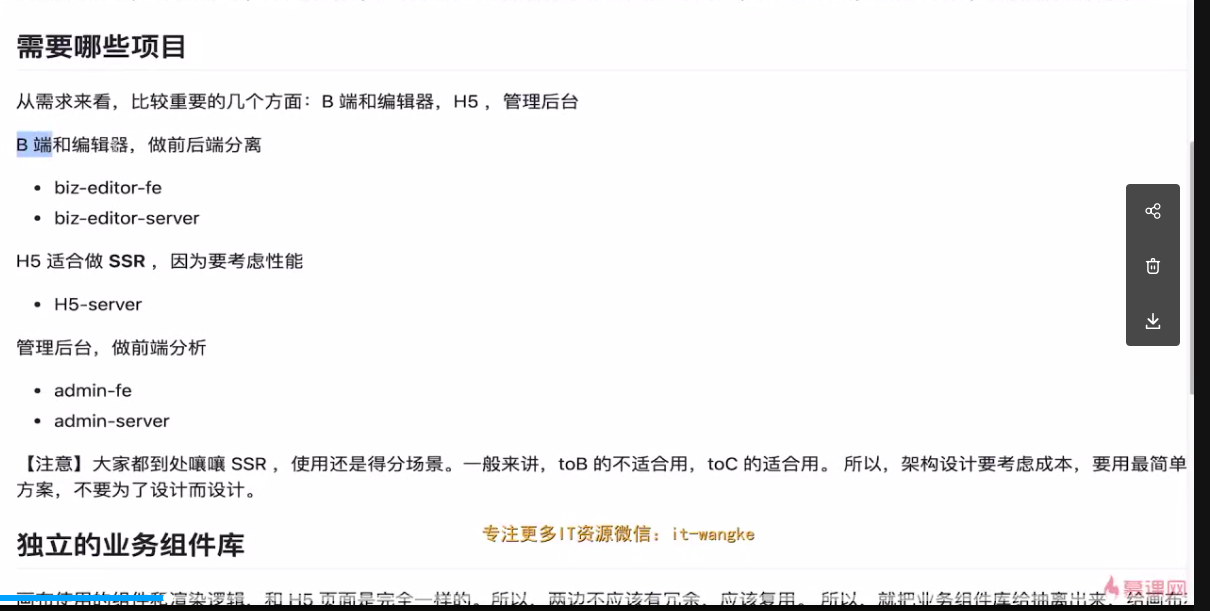 需要哪些项目
从需求来看，比较重要的几个方面：B 端和编辑器，H5 ，管理后台
B 端和编辑器，做前后端分离
• biz-editor-fe
• biz-editor-server
H5 适合做 SSR ，因为要考虑性能
• H5-server
管理后台，做前端分析
• admin-fe
• admin-server
【注意】大家都到处嚷嚷 SSR ，使用还是得分场景。一般来讲，toB 的不适合用，toC 的适合用。 所以，架构设计要考虑成本，要用最简单
方案，不要为了设计而设计。
专注更多IT资源微信：it-wangke
独立的业务组件库
慕课网
画布使用的组件和渲染逻辑，和 H5 页面是完全一样的。所以，两边不应该有冗余，应该复用。 所以，就把业务组件库给抽离出来，给画布，